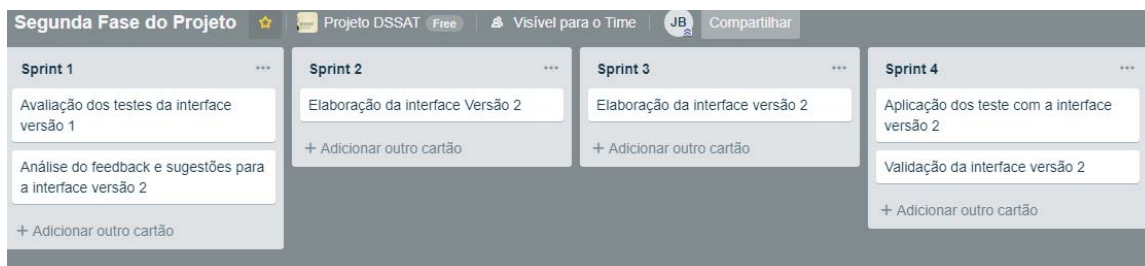 Segunda Fase do Projeto Projeto DSSAT Free Visível para o Time JB Compartilhar
Sprint 1
Avaliação dos testes da interface
versão 1
Análise do feedback e sugestões para
a interface versão 2
+ Adicionar outro cartão
Sprint 2
Elaboração da interface Versão 2
+ Adicionar outro cartão
Sprint 3
Elaboração da interface versão 2
+ Adicionar outro cartão
Sprint 4
Aplicação dos teste com a interface
versão 2
Validação da interface versão 2
+ Adicionar outro cartão